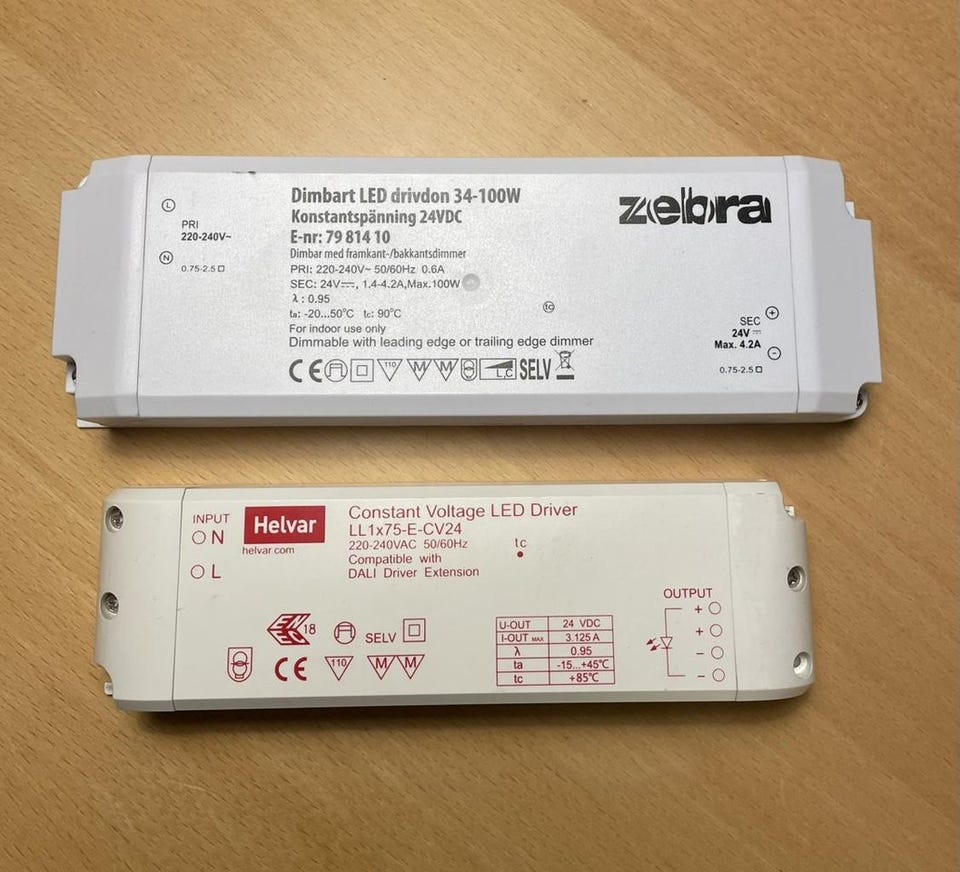 Dimbart LED drivdon 34-100W
Konstantspänning 24VDC
E-nr: 79 814 10
Dimbar med framkant-/bakkantsdimmer
PRI: 220-240V~ 50/60Hz 0.6A
SEC: 24V⎓, 1.4-4.2A,Max.100W
λ : 0.95
ta: -20...50°C tc: 90°C
For indoor use only
Dimmable with leading edge or trailing edge dimmer
CE 110 M M L,C SELV
L
PRI
220-240V~
N
0.75-2.5
zebra
tc
+
SEC
24V ⎓
Max. 4.2A
-
0.75-2.5
INPUT
N
L
Helvar
helvar.com
Constant Voltage LED Driver
LL1x75-E-CV24
220-240VAC 50/60Hz
Compatible with
DALI Driver Extension
tc
ENEC 18
SELV
CE 110 M M
U-OUT 24 VDC
I-OUT MAX 3.125 A
λ 0.95
ta -15...+45℃
tc +85℃
OUTPUT
+
+
-
-